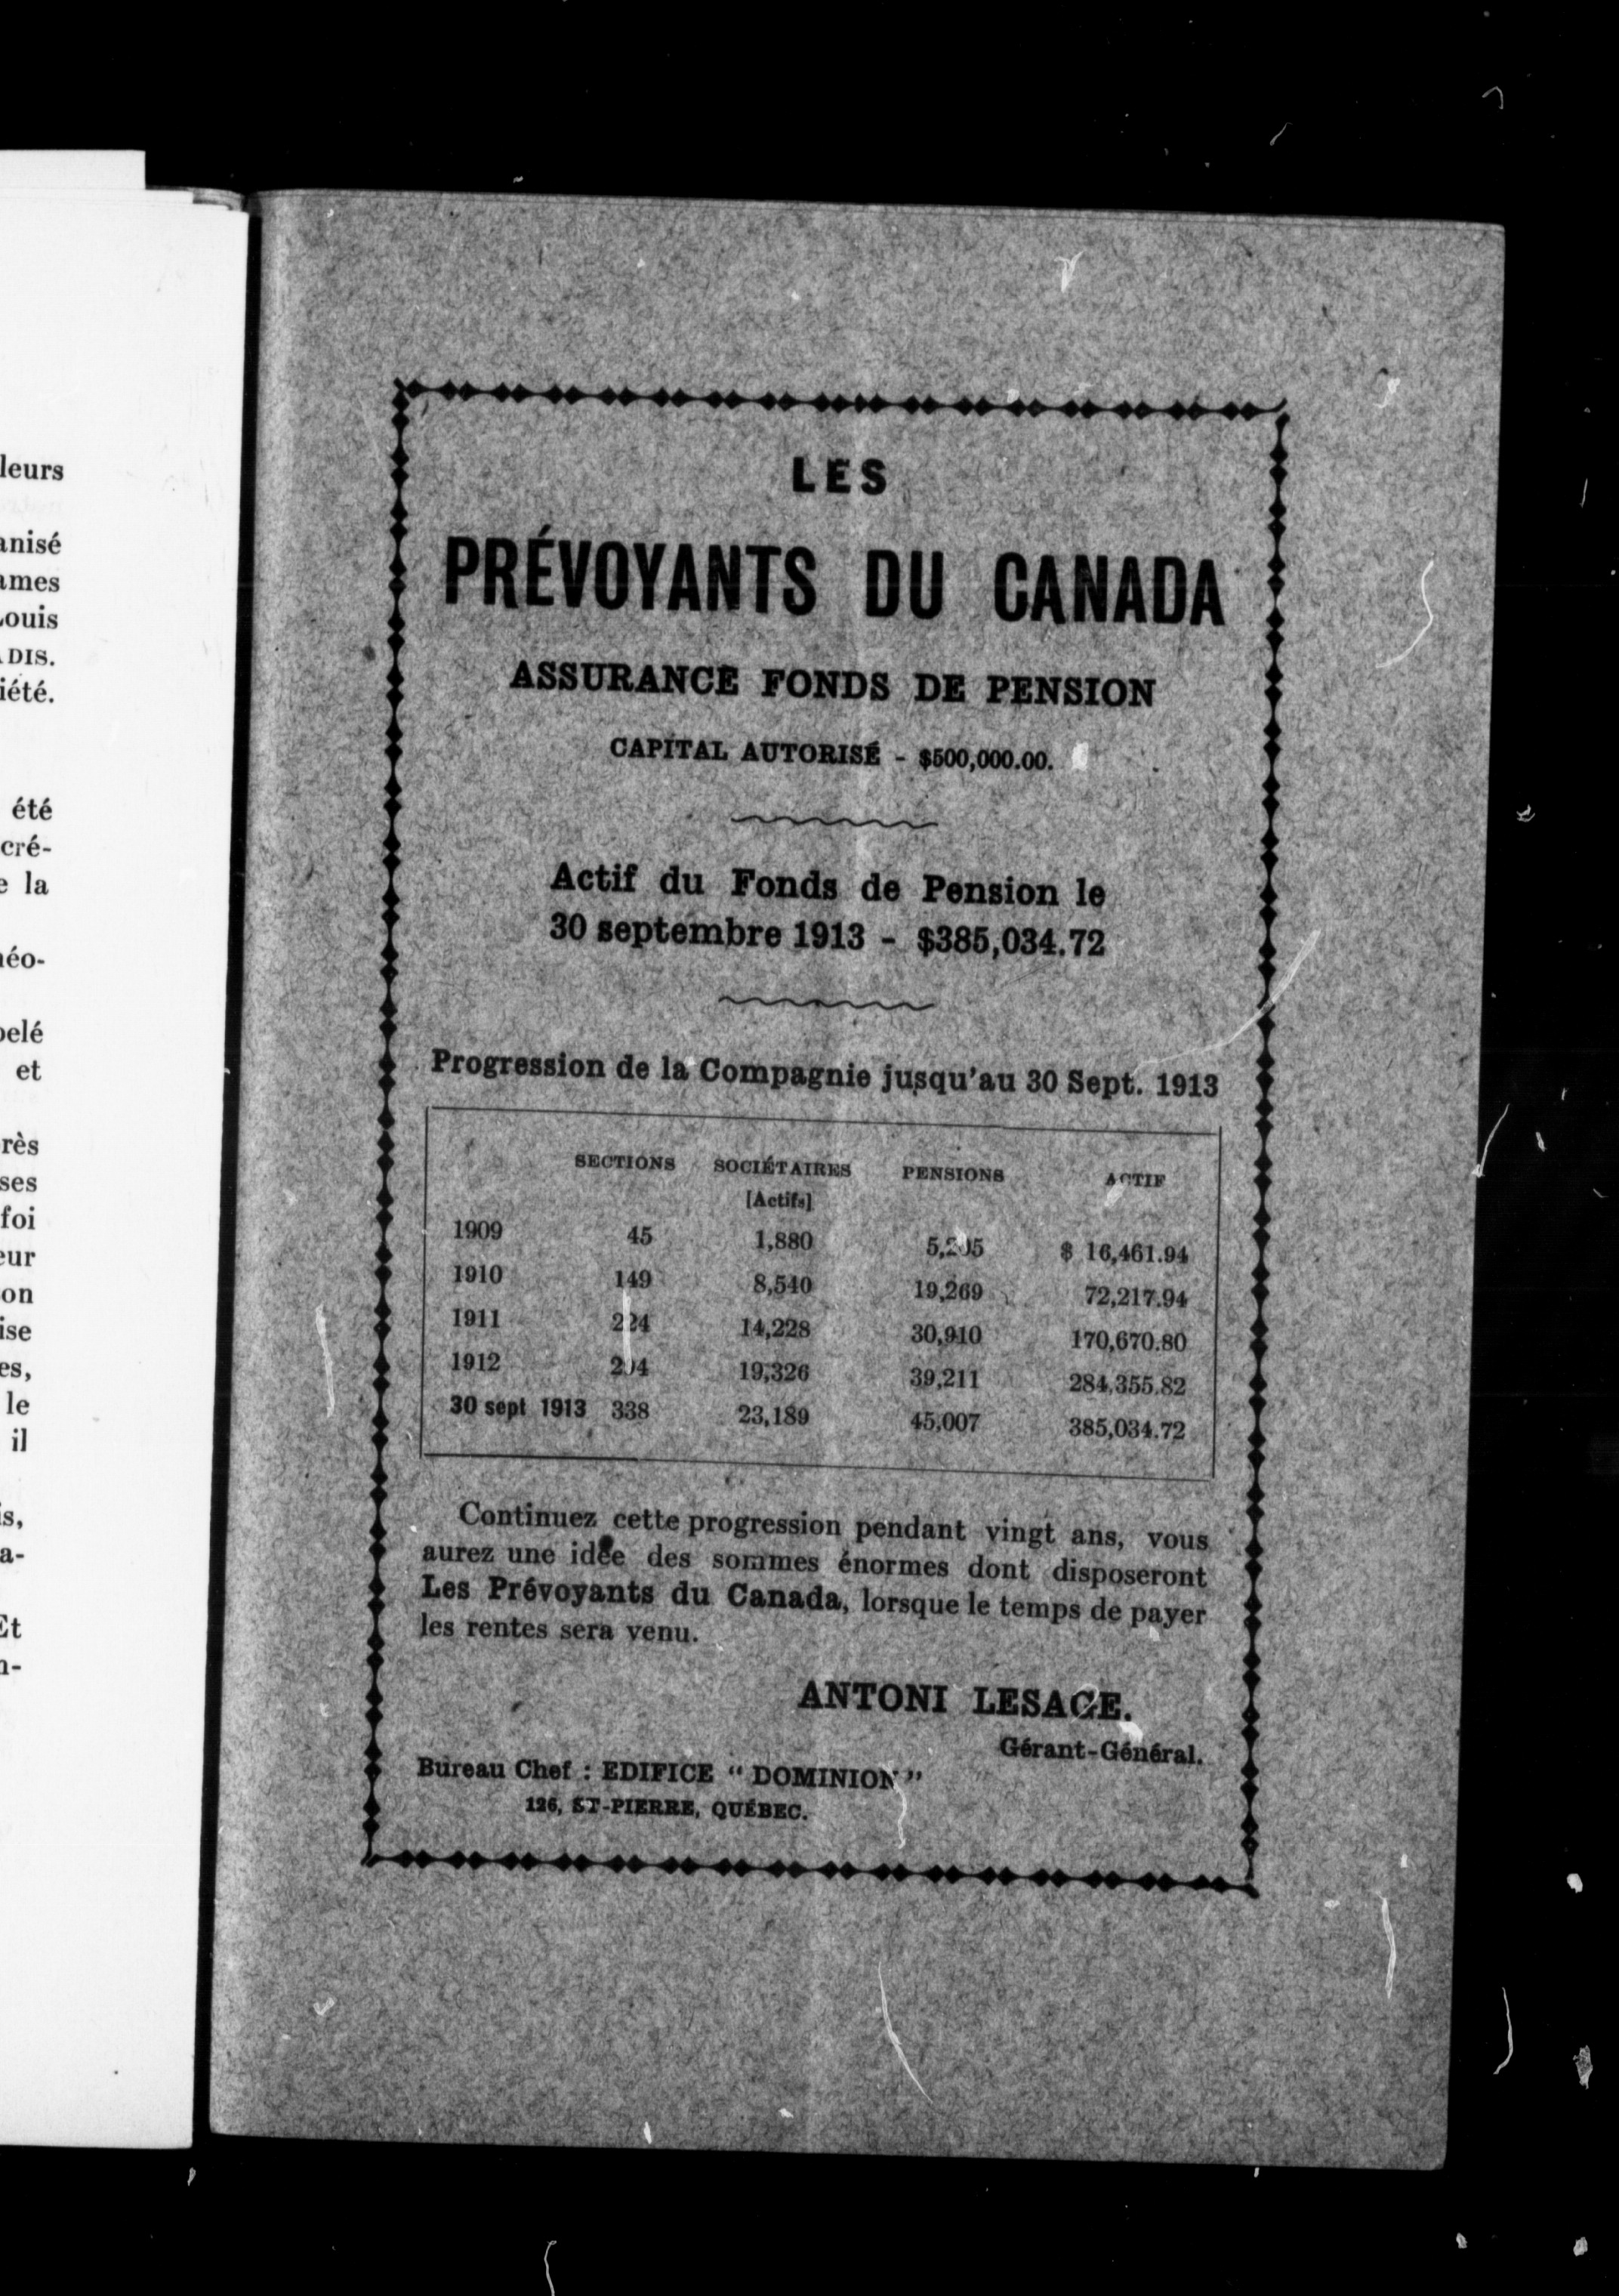 leurs
anisé
ames
Louis
ADIS.
iété.
été
cré-
e la
néo-
pelé
et
rès
ses
foi
eur
on
ise
es,
le
il
is,
a-
Et
n-
LES
PRÉVOYANTS DU CANADA
ASSURANCE FONDS DE PENSION
CAPITAL AUTORISÉ - $500,000.00.
Actif du Fonds de Pension le
30 septembre 1913 - $385,034.72
Progression de la Compagnie jusqu'au 30 Sept. 1913
SECTIONS SOCIÉTAIRES PENSIONS ACTIF
[Actifs]
1909 45 1,880 $ 16,461.94
1910 149 8,540 19,269 72,217.94
1911 224 14,228 30,910 170,670.80
1912 19,326 39,211 284,355.82
30 sept 1913 338 23,189 45,007 385,034.72
Continuez cette progression pendant vingt ans, vous
aurez une idée des sommes énormes dont disposeront
Les Prévoyants du Canada, lorsque le temps de payer
les rentes sera venu.
ANTONI LESAGE.
Gérant-Général.
Bureau Chef : EDIFICE " DOMINION "
126, ST-PIERRE, QUÉBEC.